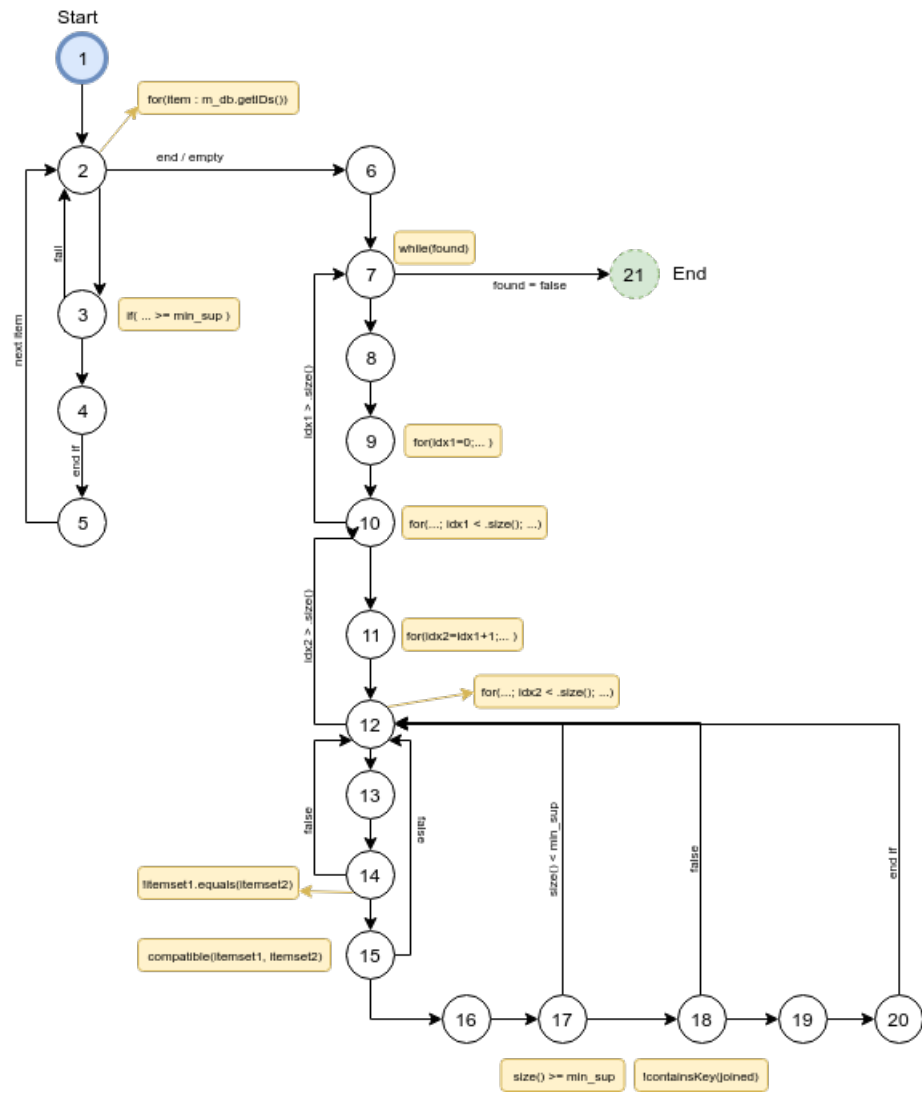 Start
1
for(item : m_db.getIDs())
end / empty
2
6
fail
while(found)
7
21
End
found = false
3
if( ... >= min_sup )
next item
8
idx1 > .size()
4
9
for(idx1=0;... )
end if
5
10
for(...; idx1 < .size(); ...)
idx2 > .size()
11
for(idx2=idx1+1;... )
for(...; idx2 < .size(); ...)
12
13
false
false
size() < min_sup
false
end if
14
!itemset1.equals(itemset2)
15
compatible(itemset1, itemset2)
16
17
18
19
20
size() >= min_sup
!containsKey(joined)